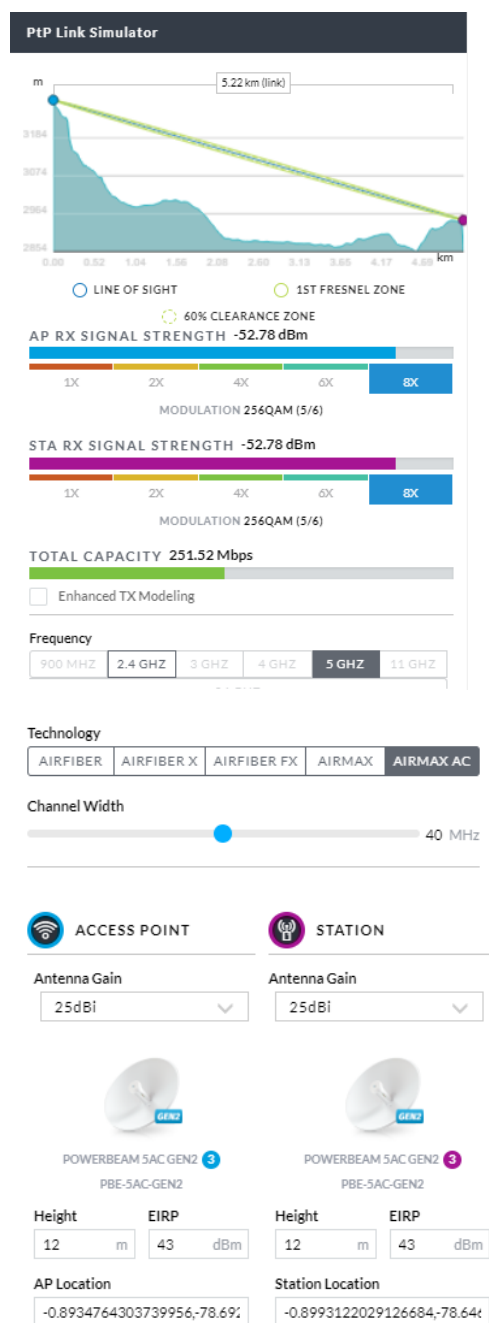 PtP Link Simulator
m
5.22 km (link)
3184
3074
2964
2854
0.00 0.52 1.04 1.56 2.08 2.60 3.13 3.65 4.17 4.69 km
LINE OF SIGHT 1ST FRESNEL ZONE
60% CLEARANCE ZONE
AP RX SIGNAL STRENGTH -52.78 dBm
1X 2X 4X 6X 8X
MODULATION 256QAM (5/6)
STA RX SIGNAL STRENGTH -52.78 dBm
1X 2X 4X 6X 8X
MODULATION 256QAM (5/6)
TOTAL CAPACITY 251.52 Mbps
Enhanced TX Modeling
Frequency
900 MHZ 2.4 GHZ 3 GHZ 4 GHZ 5 GHZ 11 GHZ
Technology
AIRFIBER AIRFIBER X AIRFIBER FX AIRMAX AIRMAX AC
Channel Width
40 MHz
ACCESS POINT STATION
Antenna Gain Antenna Gain
25dBi 25dBi
GEN2 GEN2
POWERBEAM 5AC GEN2 3 POWERBEAM 5AC GEN2 3
PBE-5AC-GEN2 PBE-5AC-GEN2
Height EIRP Height EIRP
12 m 43 dBm 12 m 43 dBm
AP Location Station Location
-0.8934764303739956,-78.692 -0.8993122029126684,-78.646